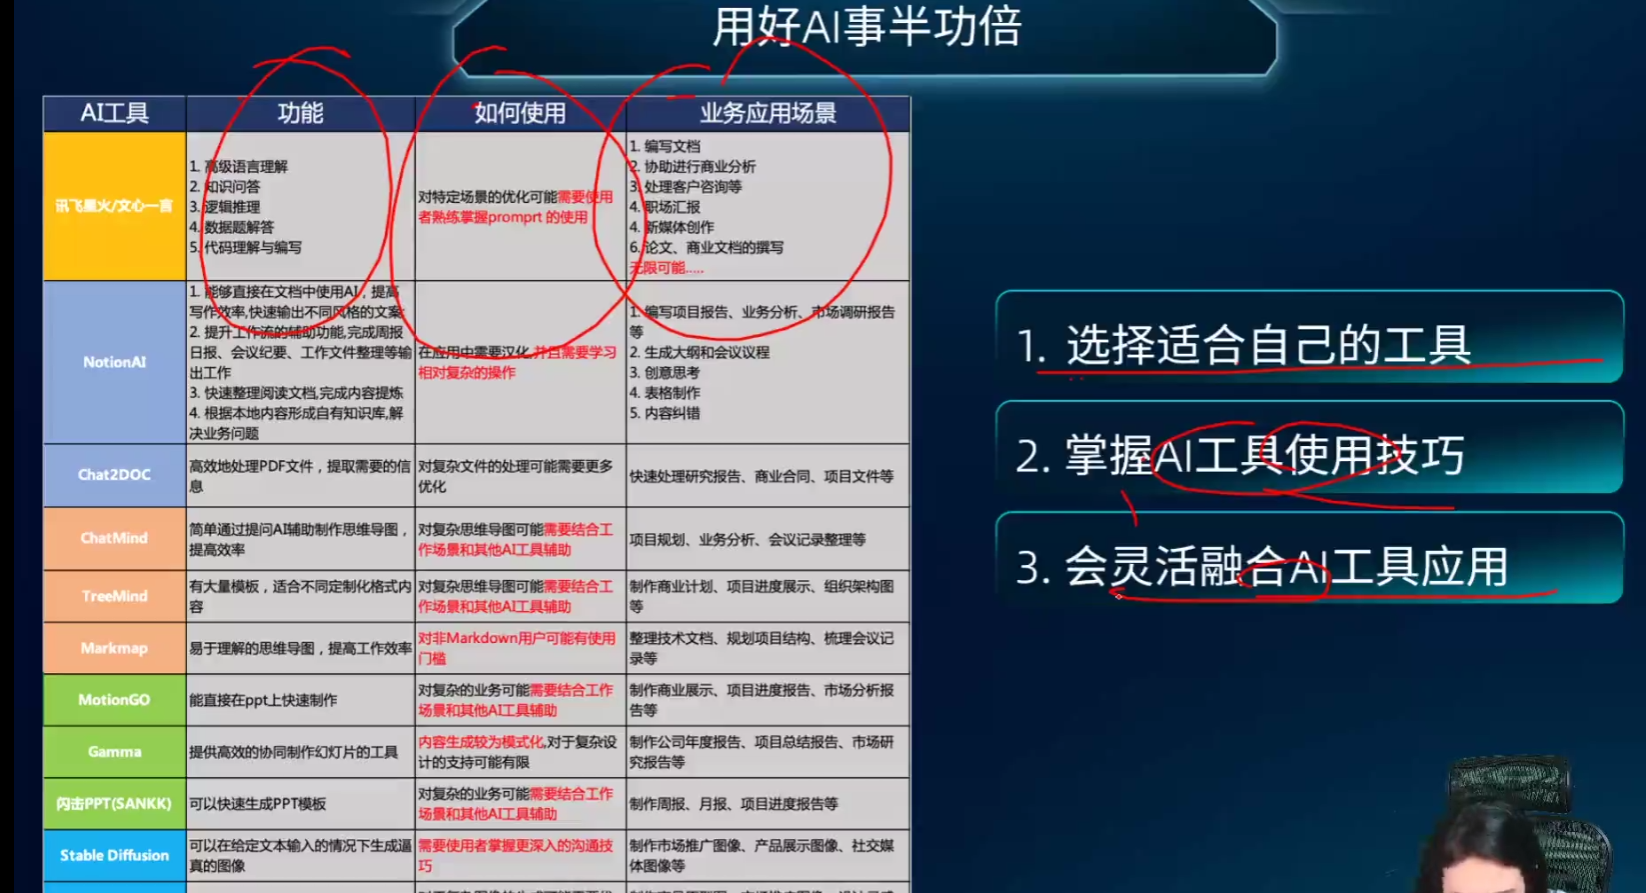 用好AI事半功倍
AI工具
功能
如何使用
业务应用场景
讯飞星火/文心一言
1. 高级语言理解
2. 知识问答
3. 逻辑推理
4. 数据题解答
5. 代码理解与编写
对特定场景的优化可能需要使用
者熟练掌握promprt 的使用
1. 编写文档
2. 协助进行商业分析
3. 处理客户咨询等
4. 职场汇报
4. 新媒体创作
6. 论文、商业文档的撰写
无限可能.....
NotionAI
1. 能够直接在文档中使用AI，提高
写作效率,快速输出不同风格的文案;
2. 提升工作流的辅助功能,完成周报
日报、会议纪要、工作文件整理等输
出工作
3. 快速整理阅读文档,完成内容提炼
4. 根据本地内容形成自有知识库,解
决业务问题
在应用中需要汉化,并且需要学习
相对复杂的操作
1. 编写项目报告、业务分析、市场调研报告
等
2. 生成大纲和会议议程
3. 创意思考
4. 表格制作
5. 内容纠错
Chat2DOC
高效地处理PDF文件，提取需要的信
息
对复杂文件的处理可能需要更多
优化
快速处理研究报告、商业合同、项目文件等
ChatMind
简单通过提问AI辅助制作思维导图，
提高效率
对复杂思维导图可能需要结合工
作场景和其他AI工具辅助
项目规划、业务分析、会议记录整理等
TreeMind
有大量模板，适合不同定制化格式内
容
对复杂思维导图可能需要结合工
作场景和其他AI工具辅助
制作商业计划、项目进度展示、组织架构图
等
Markmap
易于理解的思维导图，提高工作效率
对非Markdown用户可能有使用
门槛
整理技术文档、规划项目结构、梳理会议记
录等
MotionGO
能直接在ppt上快速制作
对复杂的业务可能需要结合工作
场景和其他AI工具辅助
制作商业展示、项目进度报告、市场分析报
告等
Gamma
提供高效的协同制作幻灯片的工具
内容生成较为模式化,对于复杂设
计的支持可能有限
制作公司年度报告、项目总结报告、市场研
究报告等
闪击PPT(SANKK)
可以快速生成PPT模板
对复杂的业务可能需要结合工作
场景和其他AI工具辅助
制作周报、月报、项目进度报告等
Stable Diffusion
可以在给定文本输入的情况下生成逼
真的图像
需要使用者掌握更深入的沟通技
巧
制作市场推广图像、产品展示图像、社交媒
体图像等
1. 选择适合自己的工具
2. 掌握AI工具使用技巧
3. 会灵活融合AI工具应用